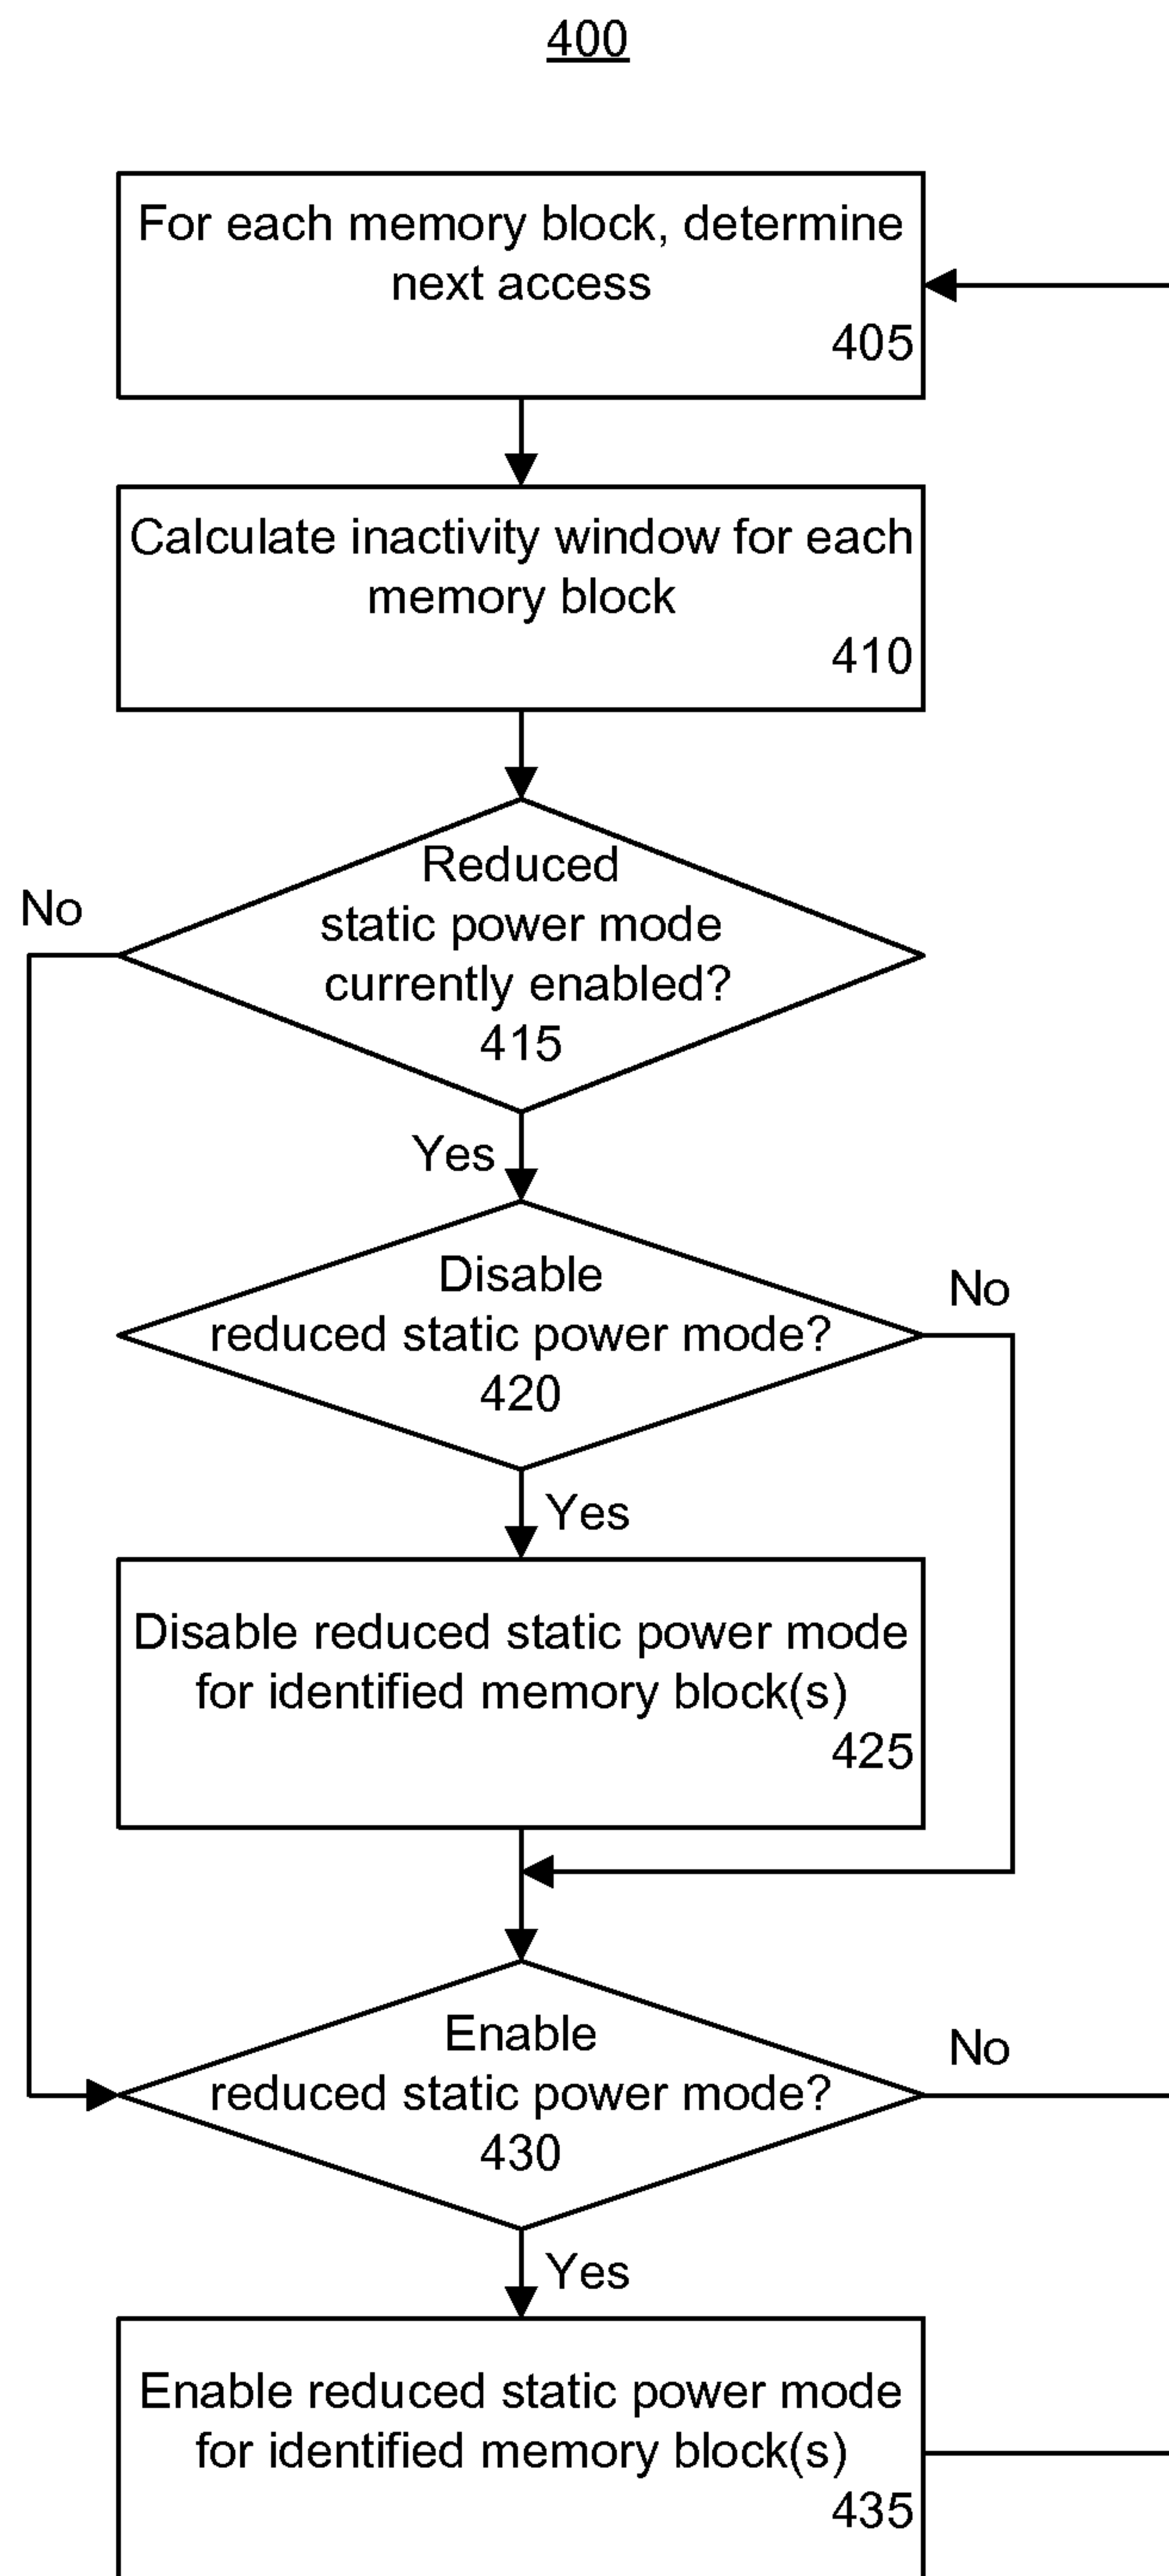 400
For each memory block, determine
next access
405
Calculate inactivity window for each
memory block
410
Reduced
static power mode
currently enabled?
415
No
Yes
Disable
reduced static power mode?
420
No
Yes
Disable reduced static power mode
for identified memory block(s)
425
Enable
reduced static power mode?
430
No
Yes
Enable reduced static power mode
for identified memory block(s)
435